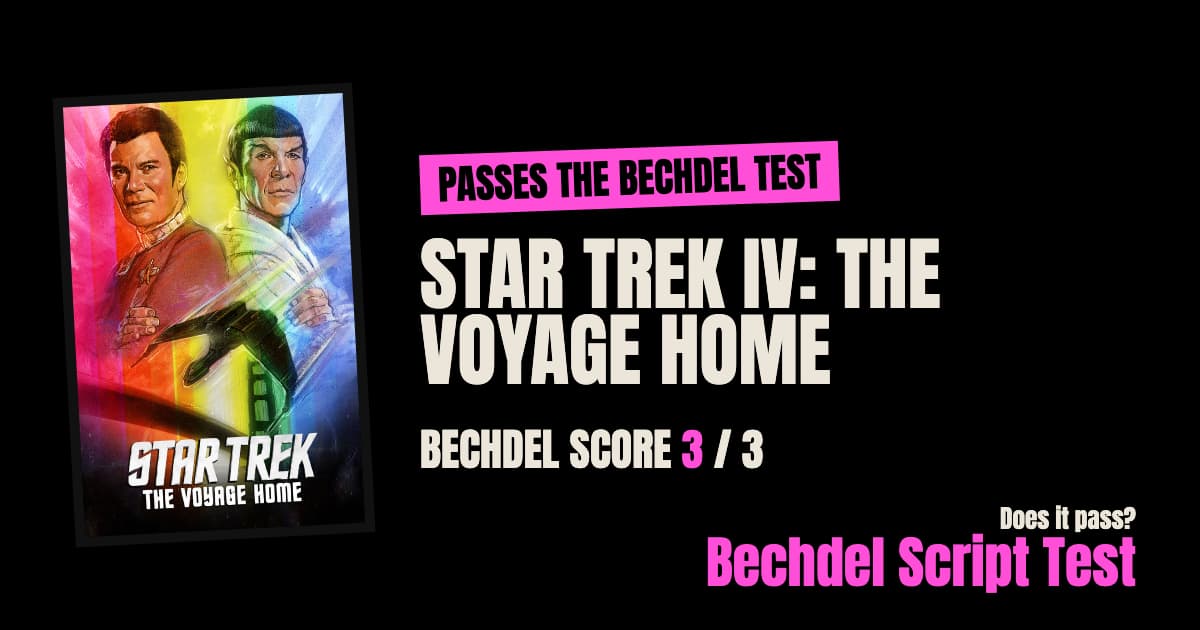 PASSES THE BECHDEL TEST
STAR TREK IV: THE
VOYAGE HOME
BECHDEL SCORE 3 / 3
STAR TREK
THE VOYAGE HOME
Does it pass?
Bechdel Script Test